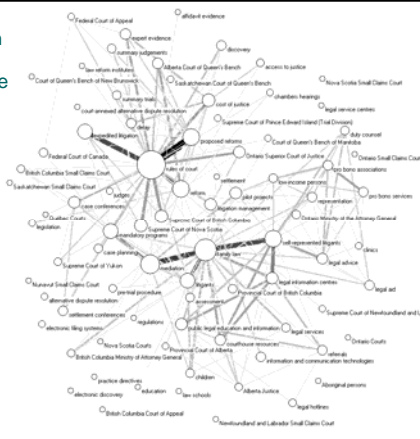 Federal Court of Appeal
affidavit evidence
expert evidence
summary judgements
discovery
law reform institutes
Alberta Court of Queen's Bench
access to justice
Court of Queen's Bench of New Brunswick
Saskatchewan Court of Queen's Bench
Nova Scotia Small Claims Court
summary trials
cost of justice
chambers hearings
court-annexed alternative dispute resolution
legal service centres
delay
Supreme Court of Prince Edward Island (Trial Division)
expedited litigation
proposed reforms
duty counsel
Court of Queen's Bench of Manitoba
Federal Court of Canada
Ontario Superior Court of Justice
Ontario Small Claims Cou
rules of court
pro bono associations
British Columbia Small Claims Court
Saskatchewan Small Claims Court
judges
reform
settlement
low-income persons
case conferences
pilot projects
representation
pro bono services
litigation management
Québec Courts
Supreme Court of British Columbia
Ontario Ministry of the Attorney General
legislation
Supreme Court of Nova Scotia
mandatory programs
self-represented litigants
case planning
family law
clinics
Supreme Court of Yukon
mediation
legal advice
Nunavut Small Claims Court
litigants
legal information centres
legal aid
pre-trial procedure
Provincial Court of British Columbia
alternative dispute resolution
assessment
settlement conferences
Supreme Court of Newfoundland and L
electronic filing systems
regulations
public legal education and information
legal services
Nova Scotia Courts
courthouse resources
Ontario Courts
British Columbia Ministry of Attorney General
Provincial Court of Alberta
referrals
information and communication technologies
practice directives
children
Aboriginal persons
electronic discovery
education
law schools
Alberta Justice
legal hotlines
British Columbia Court of Appeal
Newfoundland and Labrador Small Claims Court